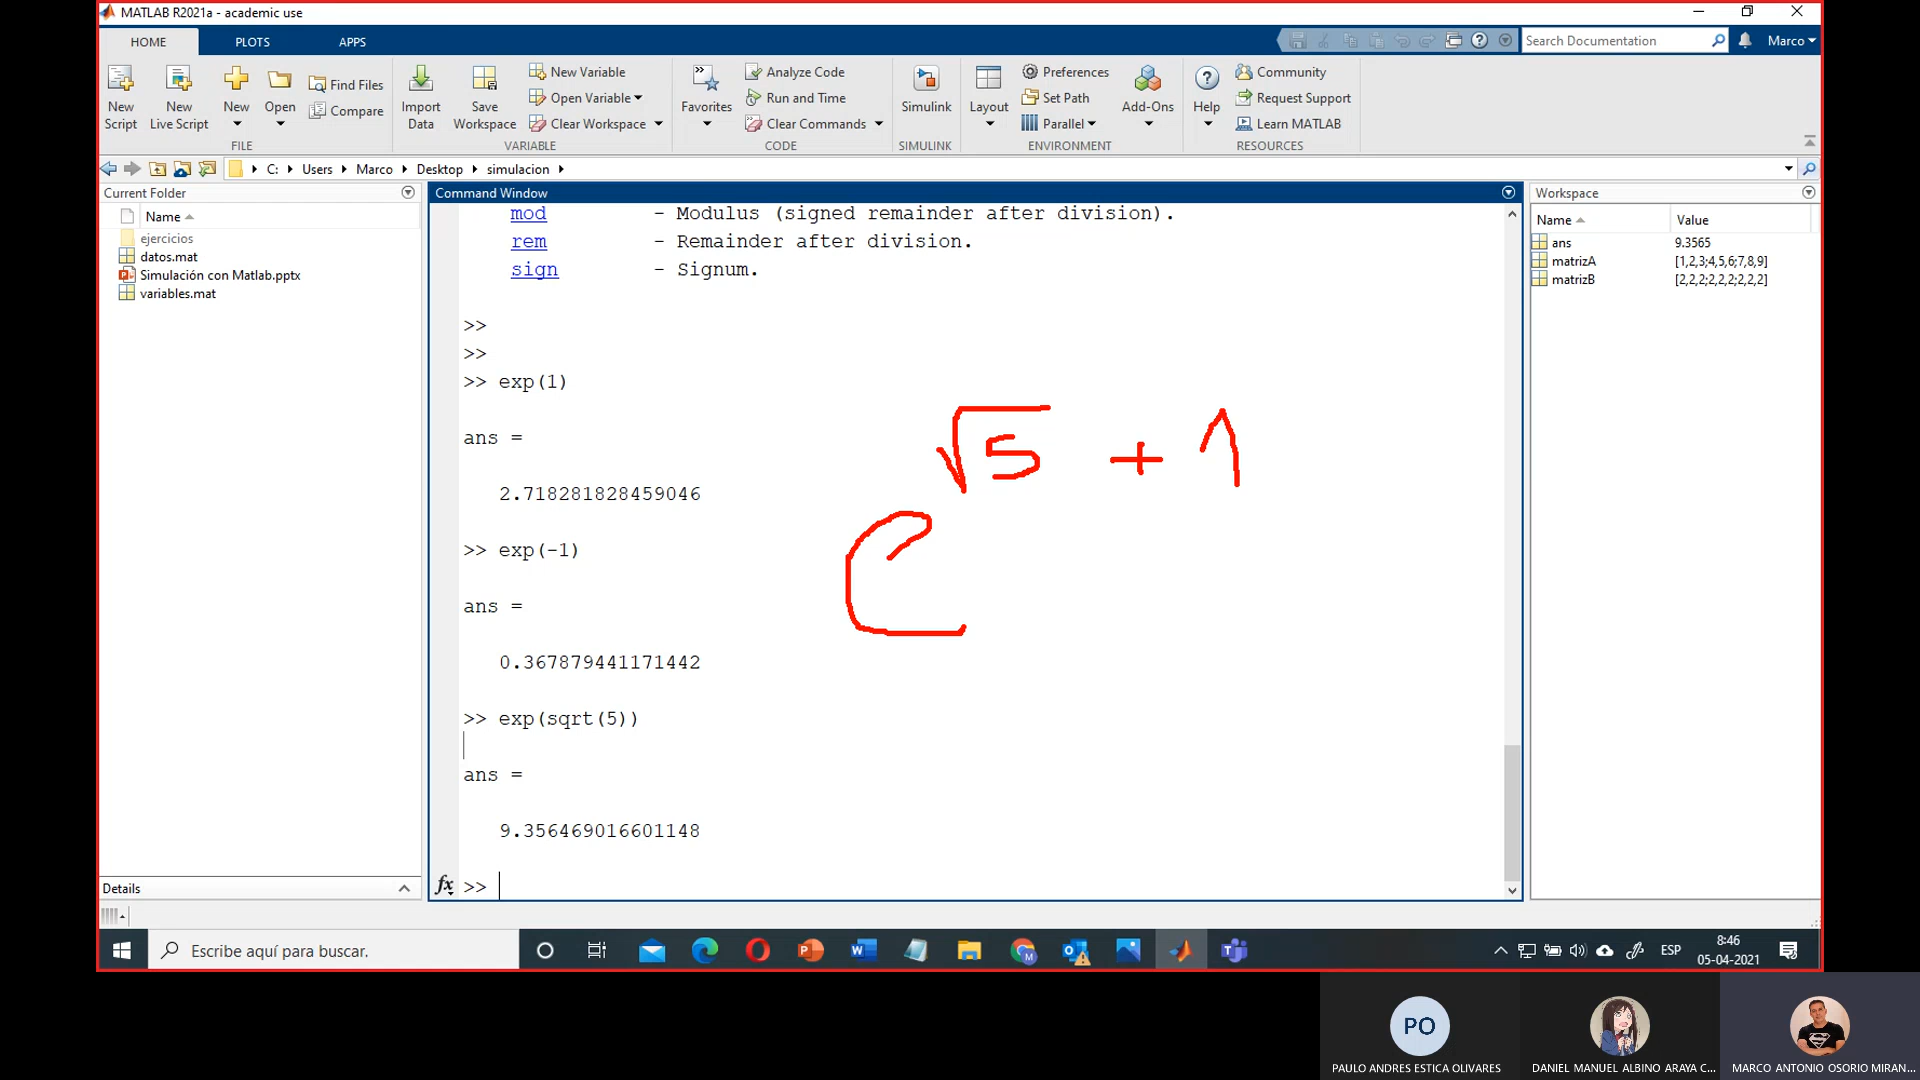 MATLAB R2021a - academic use
HOME PLOTS APPS
Search Documentation
Marco
New Script
New Live Script
New
Open
Find Files
Compare
FILE
Import Data
Save Workspace
New Variable
Open Variable
Clear Workspace
VARIABLE
Favorites
Analyze Code
Run and Time
Clear Commands
CODE
Simulink
SIMULINK
Layout
Preferences
Set Path
Parallel
Add-Ons
ENVIRONMENT
Help
Community
Request Support
Learn MATLAB
RESOURCES
C: Users Marco Desktop simulacion
Current Folder
Name
ejercicios
datos.mat
Simulación con Matlab.pptx
variables.mat
Details
Command Window
mod - Modulus (signed remainder after division).
rem - Remainder after division.
sign - Signum.
>>
>>
>> exp(1)
ans =
2.718281828459046
>> exp(-1)
ans =
0.367879441171442
>> exp(sqrt(5))
ans =
9.356469016601148
fx >>
√5 + 1
e
Workspace
Name Value
ans 9.3565
matrizA [1,2,3;4,5,6;7,8,9]
matrizB [2,2,2;2,2,2;2,2,2]
Escribe aquí para buscar.
ESP
8:46
05-04-2021
PO
PAULO ANDRES ESTICA OLIVARES
DANIEL MANUEL ALBINO ARAYA C...
MARCO ANTONIO OSORIO MIRAN...